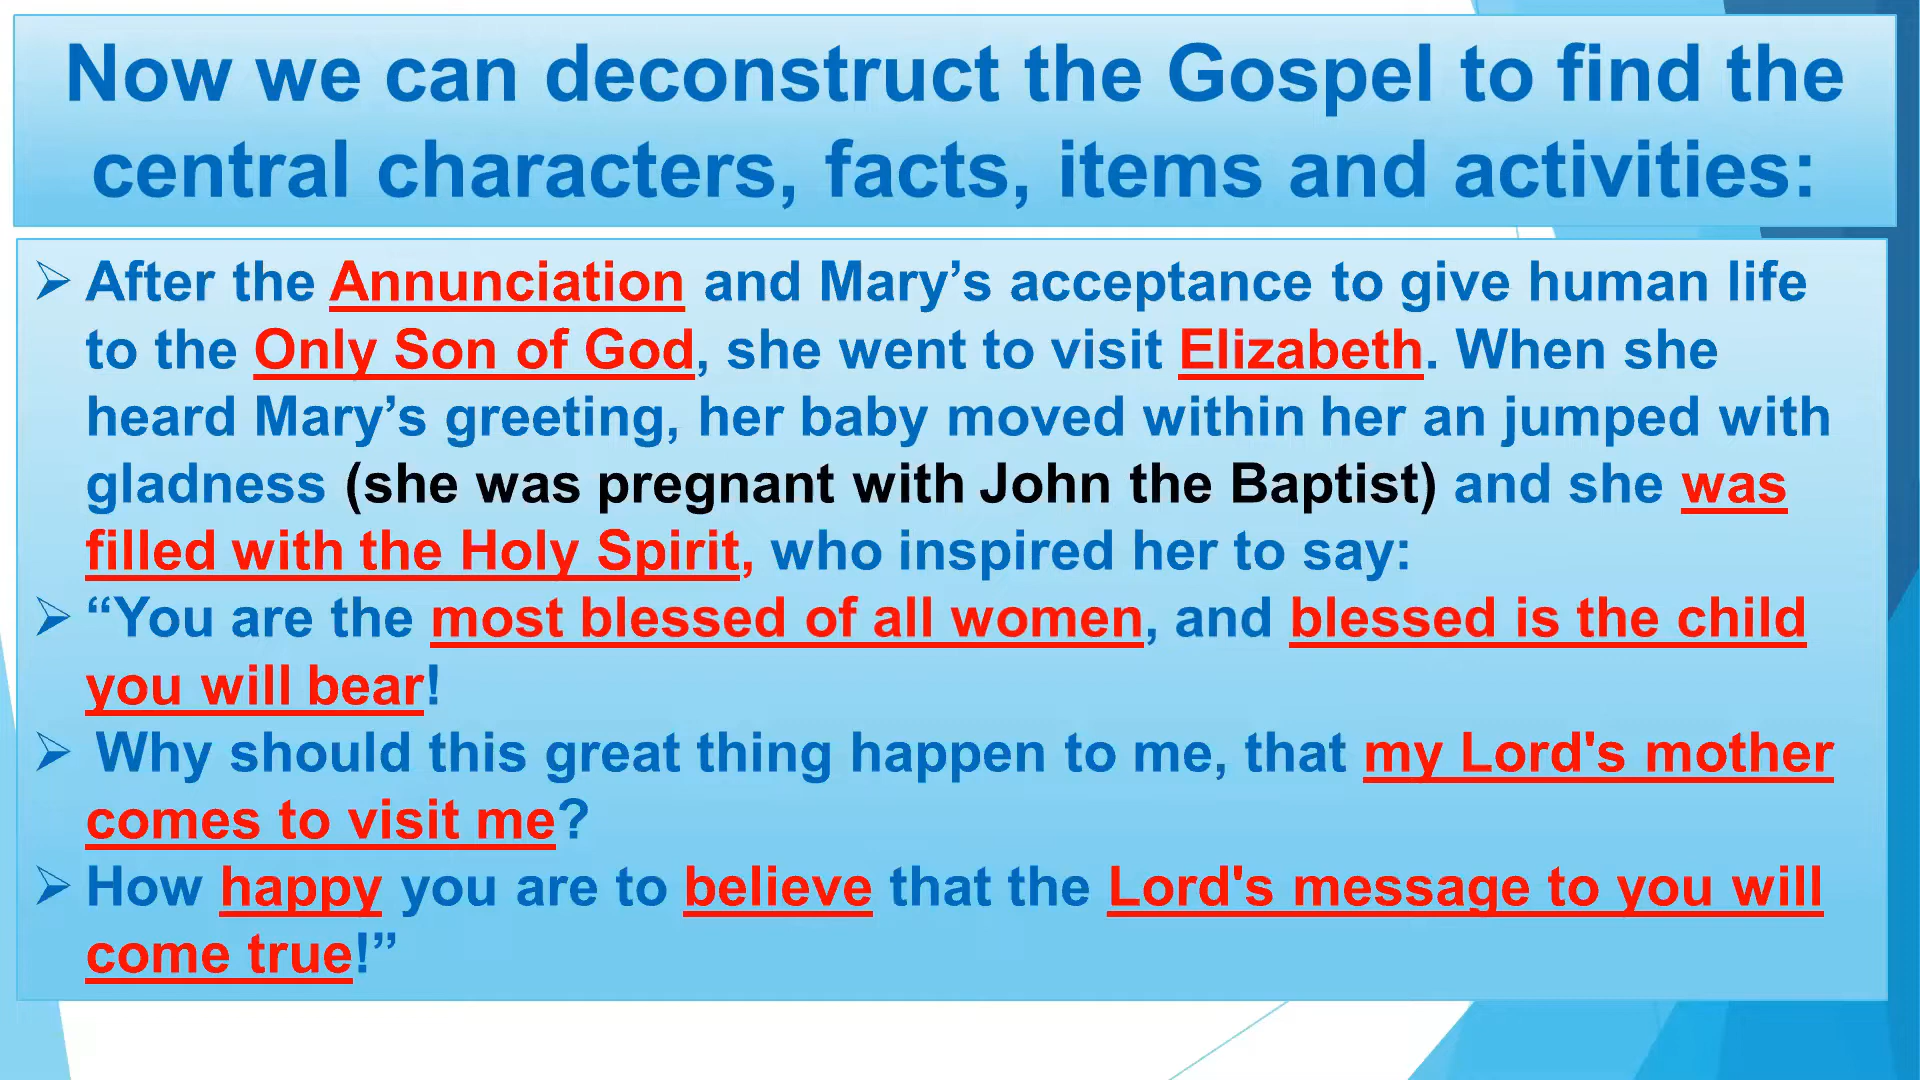 Now we can deconstruct the Gospel to find the
central characters, facts, items and activities:
➢ After the Annunciation and Mary’s acceptance to give human life
to the Only Son of God, she went to visit Elizabeth. When she
heard Mary’s greeting, her baby moved within her an jumped with
gladness (she was pregnant with John the Baptist) and she was
filled with the Holy Spirit, who inspired her to say:
➢ “You are the most blessed of all women, and blessed is the child
you will bear!
➢ Why should this great thing happen to me, that my Lord's mother
comes to visit me?
➢ How happy you are to believe that the Lord's message to you will
come true!”